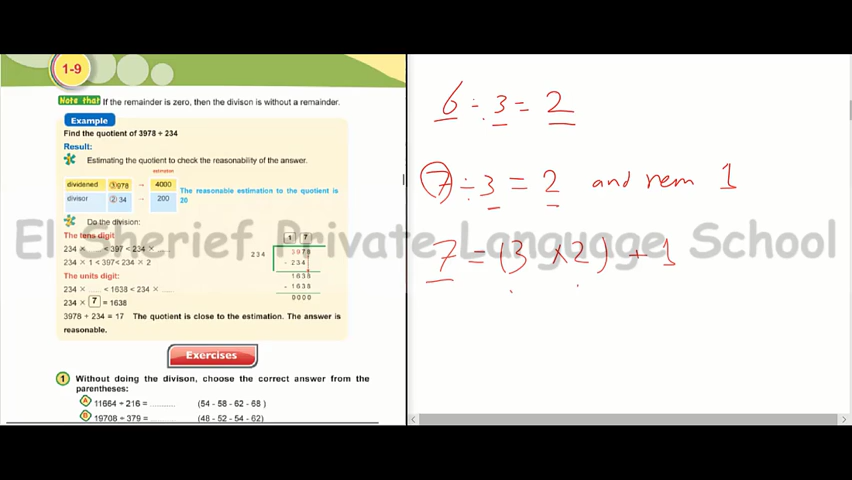 1-9
Note that If the remainder is zero, then the divison is without a remainder.
Example
Find the quotient of 3978 ÷ 234
Result:
Estimating the quotient to check the reasonability of the answer.
estimation
dividened 3978 → 4000
divisor 234 → 200
The reasonable estimation to the quotient is
20
Do the division:
The tens digit:
234 × ..... < 397 < 234 × .....
234 × 1 < 397 < 234 × 2
The units digit:
234 × ..... < 1638 < 234 × .....
234 × 7 = 1638
1 7
234 3978
- 234
1638
- 1638
0000
3978 ÷ 234 = 17 The quotient is close to the estimation. The answer is
reasonable.
Exercises
1 Without doing the divison, choose the correct answer from the
parentheses:
A 11664 ÷ 216 = ........... (54 - 58 - 62 - 68 )
B 19708 ÷ 379 = ........... (48 - 52 - 54 - 62)
6 ÷ 3 = 2
7 ÷ 3 = 2 and rem 1
7 = (3 × 2) + 1
El Sherief Private Language School